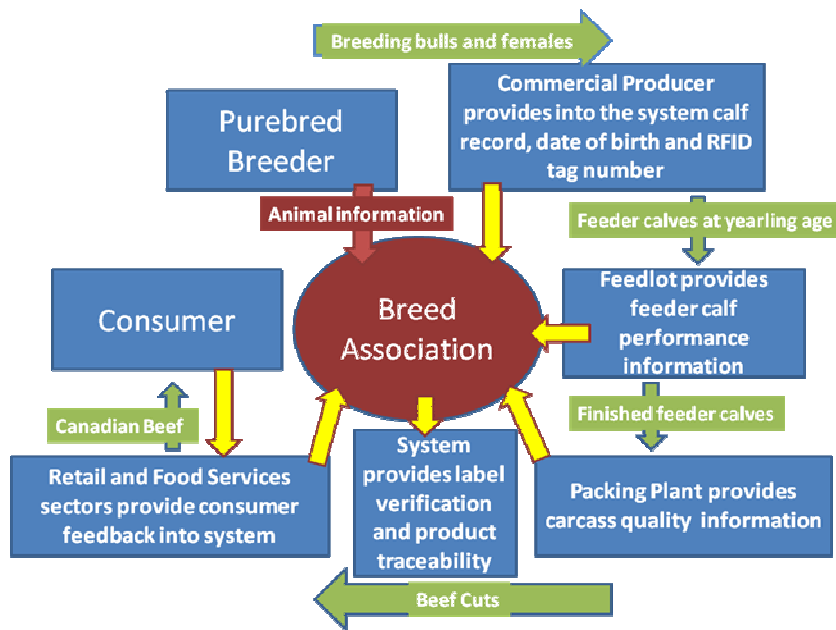 Breeding bulls and females
Purebred
Breeder
Commercial Producer
provides into the system calf
record, date of birth and RFID
tag number
Animal information
Feeder calves at yearling age
Consumer
Breed
Association
Feedlot provides
feeder calf
performance
information
Canadian Beef
Finished feeder calves
Retail and Food Services
sectors provide consumer
feedback into system
System
provides label
verification
and product
traceability
Packing Plant provides
carcass quality information
Beef Cuts